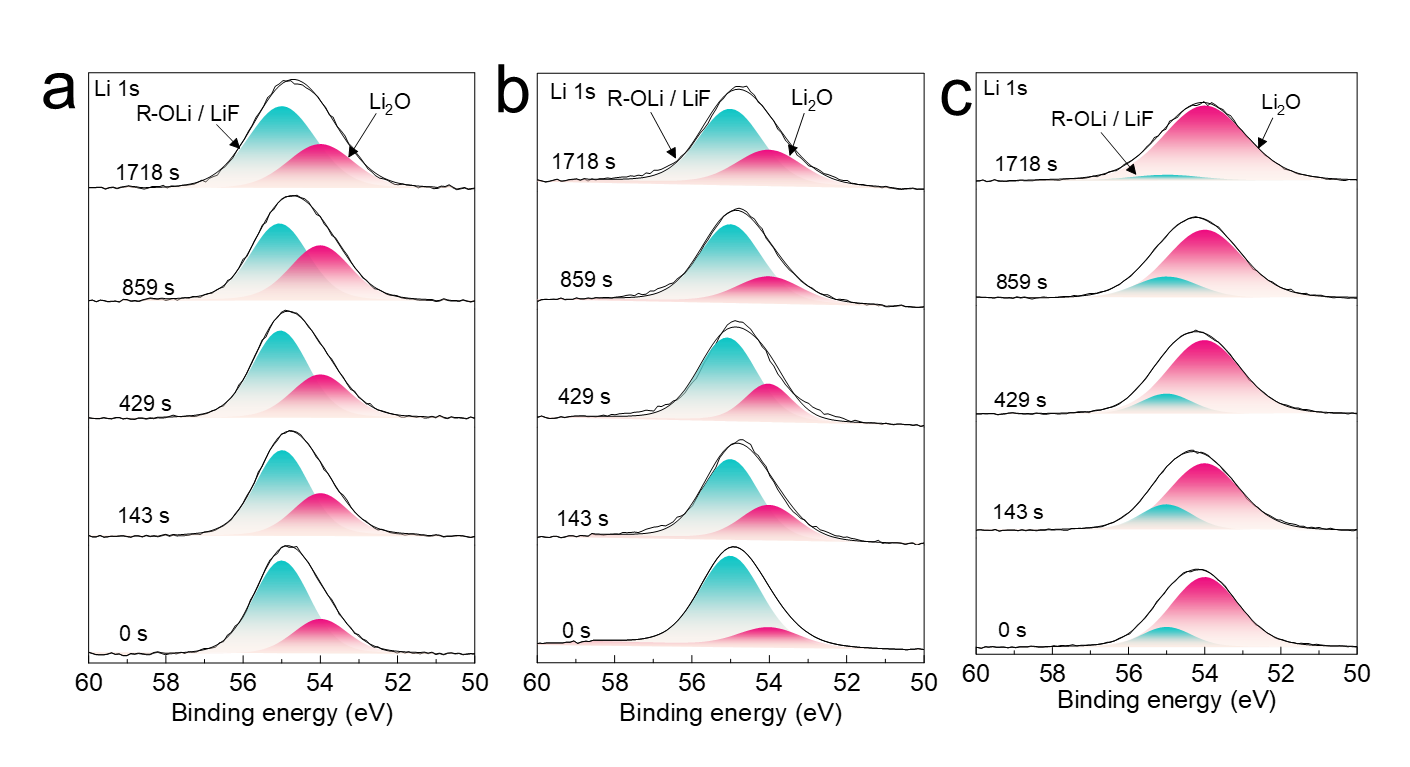 a
Li 1s
R-OLi / LiF
Li₂O
1718 s
859 s
429 s
143 s
0 s
60 58 56 54 52 50
Binding energy (eV)
b
Li 1s
R-OLi / LiF
Li₂O
1718 s
859 s
429 s
143 s
0 s
60 58 56 54 52 50
Binding energy (eV)
c
Li 1s
R-OLi / LiF
Li₂O
1718 s
859 s
429 s
143 s
0 s
60 58 56 54 52 50
Binding energy (eV)